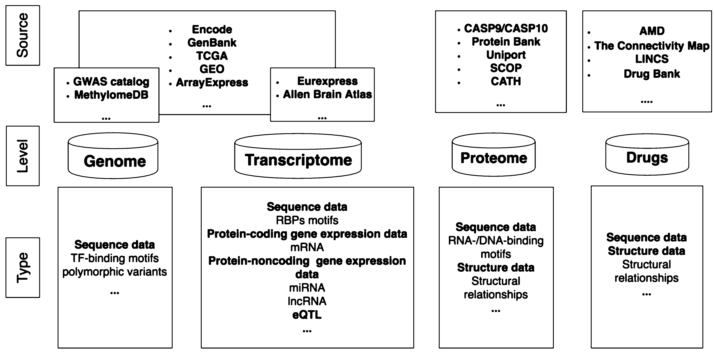 Source
• Encode
• GenBank
• TCGA
• GEO
• ArrayExpress
...
• GWAS catalog
• MethylomeDB
...
• Eurexpress
• Allen Brain Atlas
...
• CASP9/CASP10
• Protein Bank
• Uniport
• SCOP
• CATH
...
• AMD
• The Connectivity Map
• LINCS
• Drug Bank
....
Level
Genome
Transcriptome
Proteome
Drugs
Type
Sequence data
TF-binding motifs
polymorphic variants
...
Sequence data
RBPs motifs
Protein-coding gene expression data
mRNA
Protein-noncoding gene expression
data
miRNA
lncRNA
eQTL
...
Sequence data
RNA-/DNA-binding
motifs
Structure data
Structural
relationships
...
Sequence data
Structure data
Structural
relationships
...